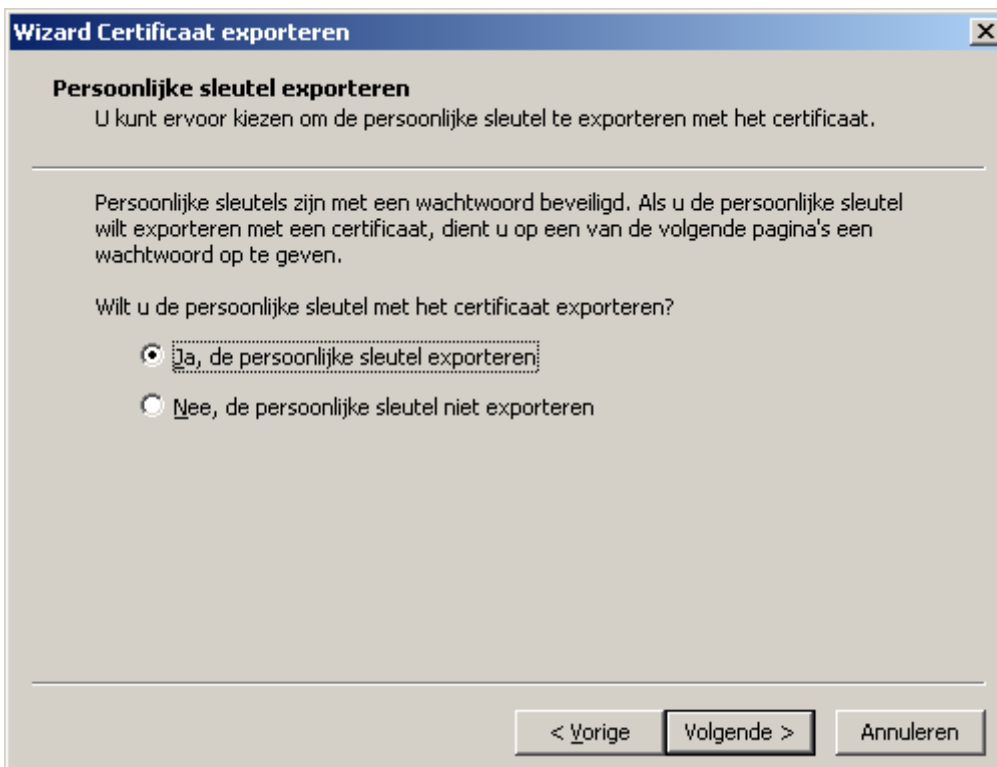 Wizard Certificaat exporteren
Persoonlijke sleutel exporteren
U kunt ervoor kiezen om de persoonlijke sleutel te exporteren met het certificaat.
Persoonlijke sleutels zijn met een wachtwoord beveiligd. Als u de persoonlijke sleutel
wilt exporteren met een certificaat, dient u op een van de volgende pagina's een
wachtwoord op te geven.
Wilt u de persoonlijke sleutel met het certificaat exporteren?
Ja, de persoonlijke sleutel exporteren
Nee, de persoonlijke sleutel niet exporteren
< Vorige Volgende > Annuleren